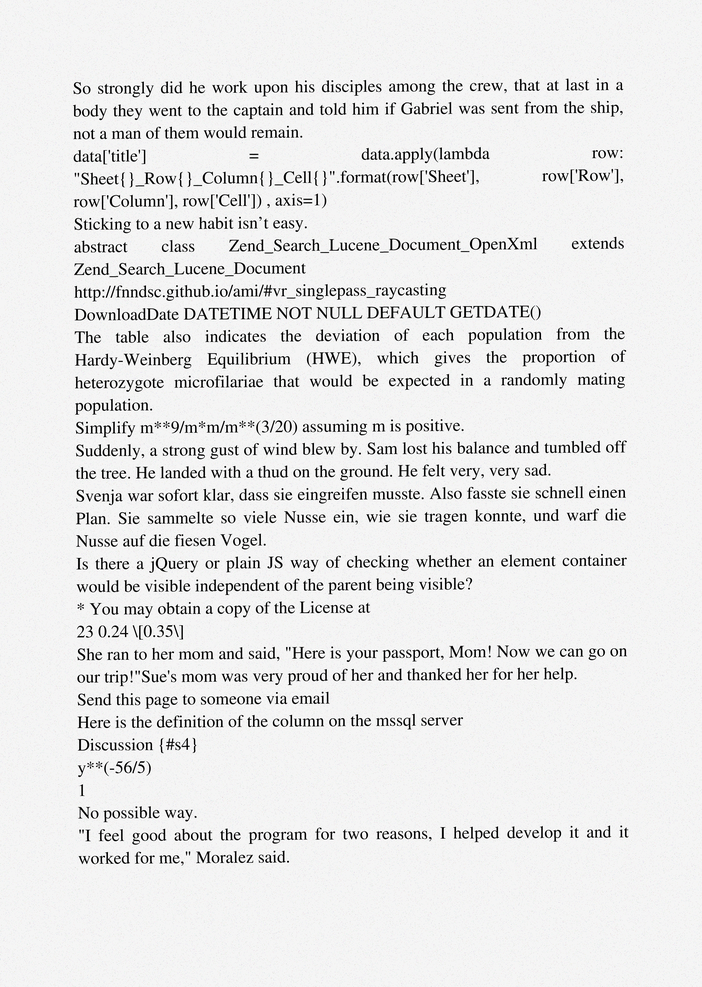 So strongly did he work upon his disciples among the crew, that at last in a
body they went to the captain and told him if Gabriel was sent from the ship,
not a man of them would remain.
data['title'] = data.apply(lambda row:
"Sheet{}_Row{}_Column{}_Cell{}".format(row['Sheet'], row['Row'],
row['Column'], row['Cell']) , axis=1)
Sticking to a new habit isn’t easy.
abstract class Zend_Search_Lucene_Document_OpenXml extends
Zend_Search_Lucene_Document
http://fnndsc.github.io/ami/#vr_singlepass_raycasting
DownloadDate DATETIME NOT NULL DEFAULT GETDATE()
The table also indicates the deviation of each population from the
Hardy-Weinberg Equilibrium (HWE), which gives the proportion of
heterozygote microfilariae that would be expected in a randomly mating
population.
Simplify m**9/m*m/m**(3/20) assuming m is positive.
Suddenly, a strong gust of wind blew by. Sam lost his balance and tumbled off
the tree. He landed with a thud on the ground. He felt very, very sad.
Svenja war sofort klar, dass sie eingreifen musste. Also fasste sie schnell einen
Plan. Sie sammelte so viele Nusse ein, wie sie tragen konnte, und warf die
Nusse auf die fiesen Vogel.
Is there a jQuery or plain JS way of checking whether an element container
would be visible independent of the parent being visible?
* You may obtain a copy of the License at
23 0.24 \[0.35\]
She ran to her mom and said, "Here is your passport, Mom! Now we can go on
our trip!"Sue's mom was very proud of her and thanked her for her help.
Send this page to someone via email
Here is the definition of the column on the mssql server
Discussion {#s4}
y**(-56/5)
1
No possible way.
"I feel good about the program for two reasons, I helped develop it and it
worked for me," Moralez said.